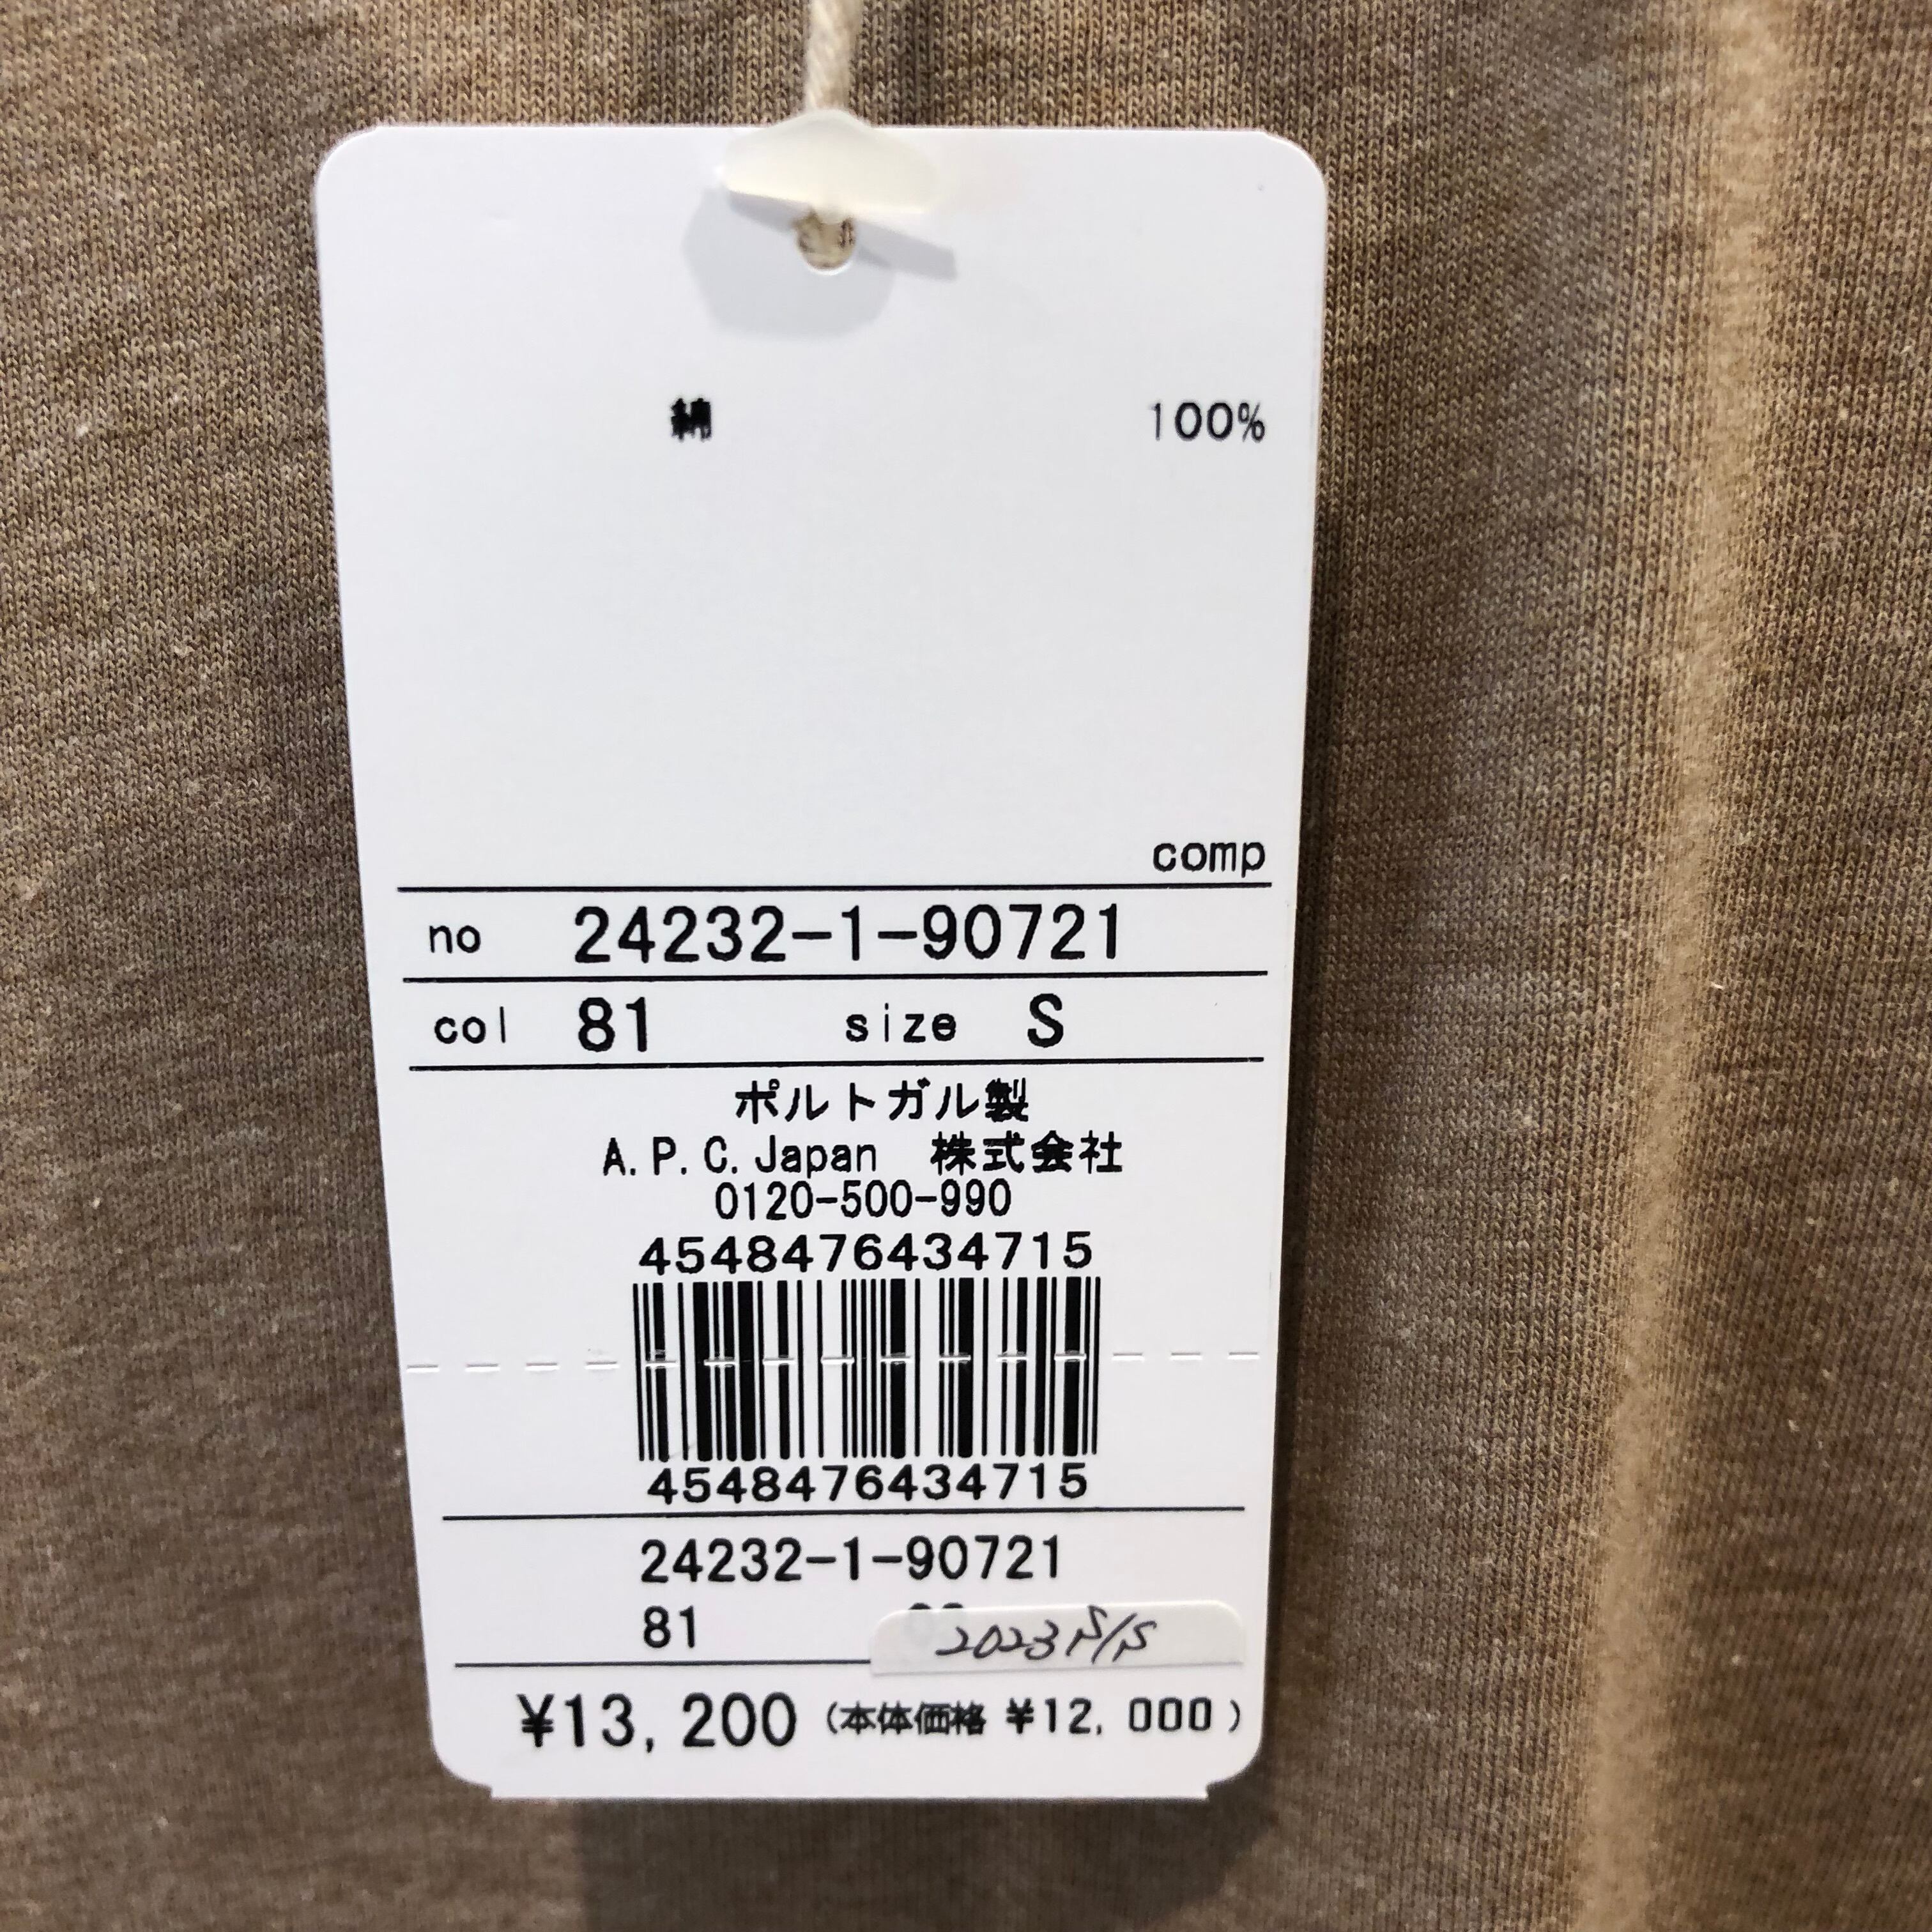 綿 100%
comp
no 24232-1-90721
col 81 size S
ポルトガル製
A.P.C.Japan 株式会社
0120-500-990
4548476434715
4548476434715
24232-1-90721
81
2023 S/S
¥13,200 (本体価格 ¥12,000)